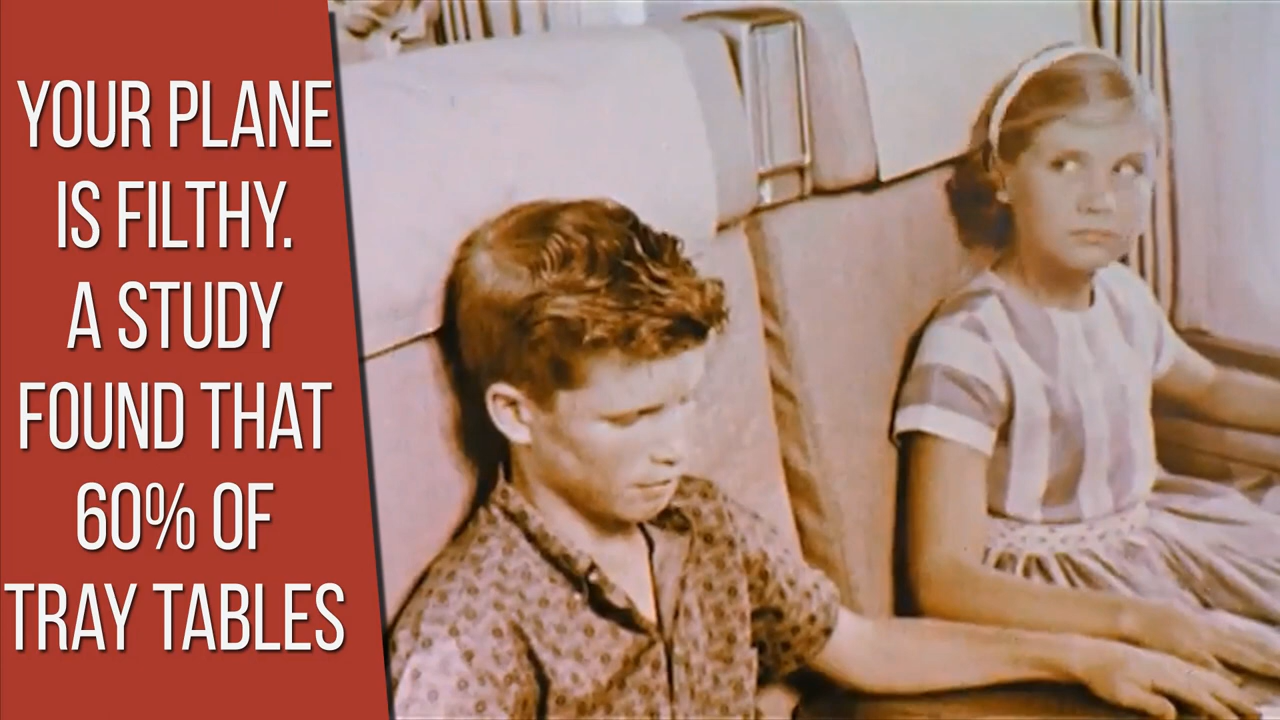 YOUR PLANE
IS FILTHY.
A STUDY
FOUND THAT
60% OF
TRAY TABLES